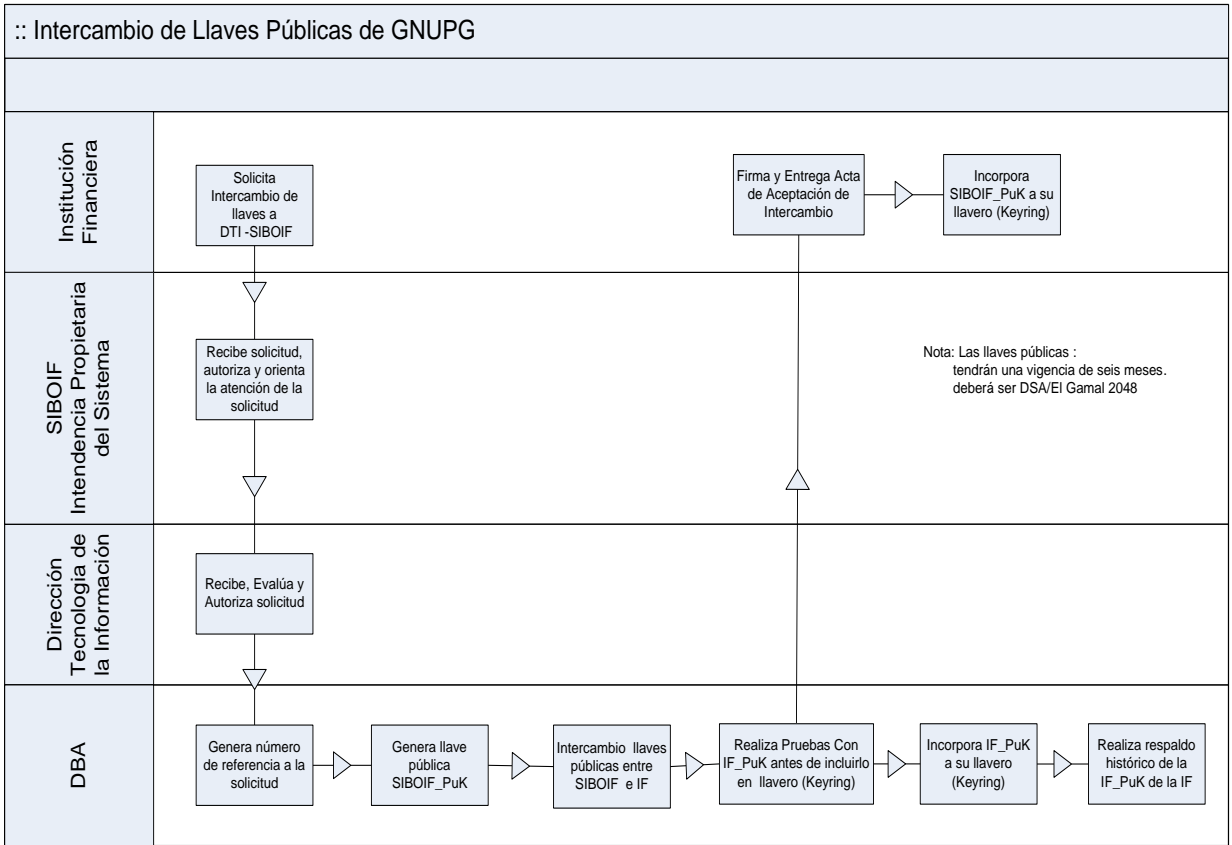 :: Intercambio de Llaves Públicas de GNUPG
Institución
Financiera
Solicita
Intercambio de
llaves a
DTI -SIBOIF
Firma y Entrega Acta
de Aceptación de
Intercambio
Incorpora
SIBOIF_PuK a su
llavero (Keyring)
SIBOIF
Intendencia Propietaria
del Sistema
Recibe solicitud,
autoriza y orienta
la atención de la
solicitud
Nota: Las llaves públicas :
tendrán una vigencia de seis meses.
deberá ser DSA/El Gamal 2048
Dirección
Tecnologia de
la Información
Recibe, Evalúa y
Autoriza solicitud
DBA
Genera número
de referencia a la
solicitud
Genera llave
pública
SIBOIF_PuK
Intercambio llaves
públicas entre
SIBOIF e IF
Realiza Pruebas Con
IF_PuK antes de incluirlo
en llavero (Keyring)
Incorpora IF_PuK
a su llavero
(Keyring)
Realiza respaldo
histórico de la
IF_PuK de la IF